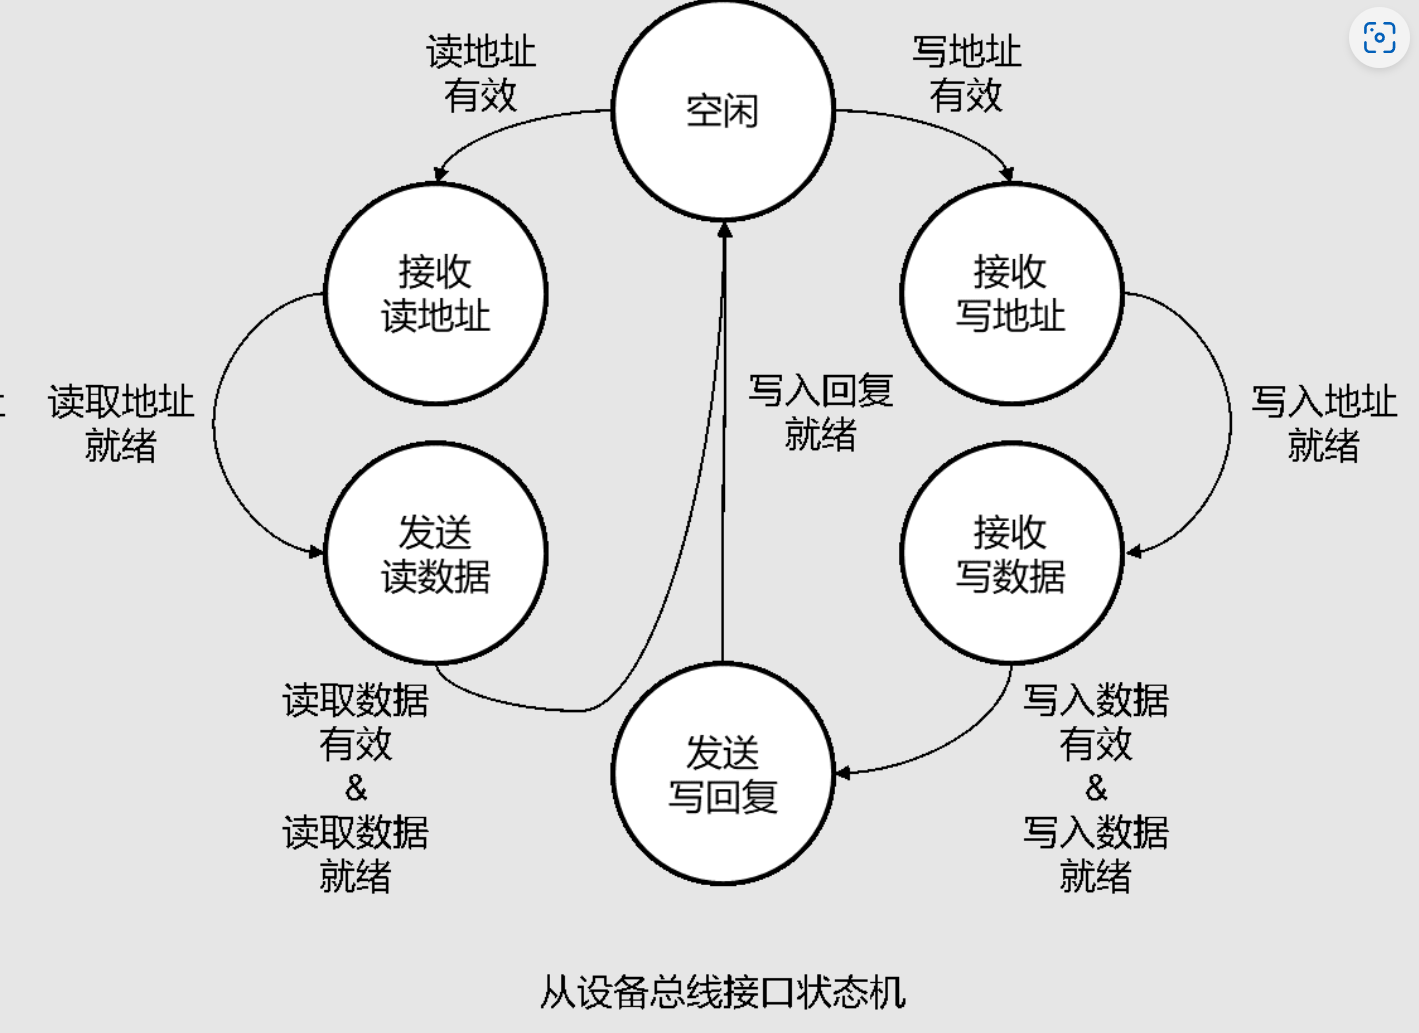 读地址
有效
空闲
写地址
有效
接收
读地址
接收
写地址
读取地址
就绪
写入回复
就绪
写入地址
就绪
发送
读数据
接收
写数据
读取数据
有效
&
读取数据
就绪
发送
写回复
写入数据
有效
&
写入数据
就绪
从设备总线接口状态机